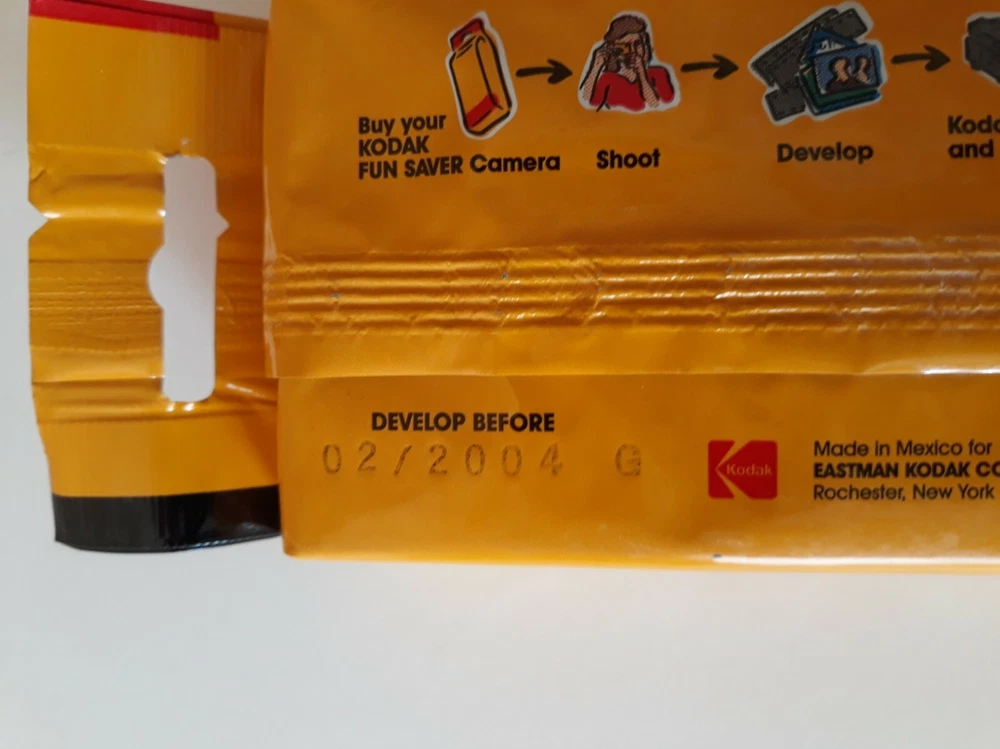 Buy your
KODAK
FUN SAVER Camera
Shoot
Develop
and
DEVELOP BEFORE
02/2004 G
Kodak
Made in Mexico for
EASTMAN KODAK
Rochester, New York